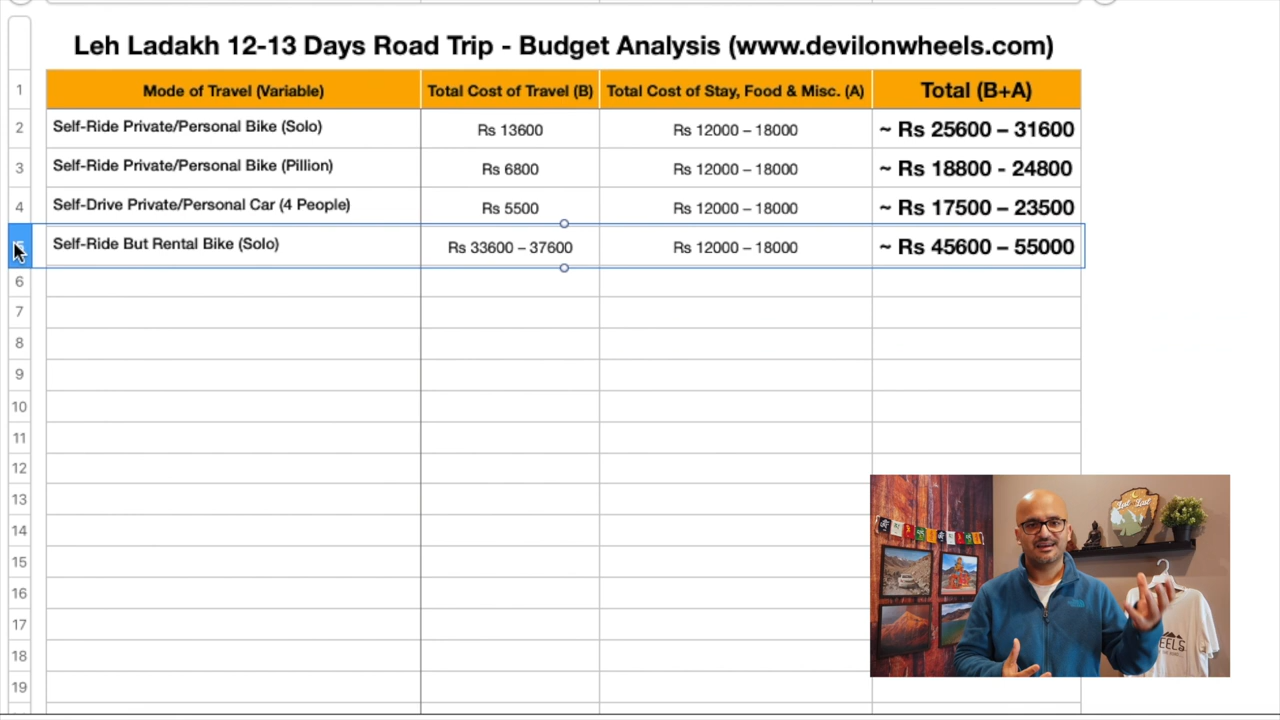 Leh Ladakh 12-13 Days Road Trip - Budget Analysis (www.devilonwheels.com)
1 Mode of Travel (Variable) Total Cost of Travel (B) Total Cost of Stay, Food & Misc. (A) Total (B+A)
2 Self-Ride Private/Personal Bike (Solo) Rs 13600 Rs 12000 – 18000 ~ Rs 25600 – 31600
3 Self-Ride Private/Personal Bike (Pillion) Rs 6800 Rs 12000 – 18000 ~ Rs 18800 - 24800
4 Self-Drive Private/Personal Car (4 People) Rs 5500 Rs 12000 – 18000 ~ Rs 17500 – 23500
Self-Ride But Rental Bike (Solo) Rs 33600 – 37600 Rs 12000 – 18000 ~ Rs 45600 – 55000
6
7
8
9
10
11
12
13
14
15
16
17
18
19
EELS